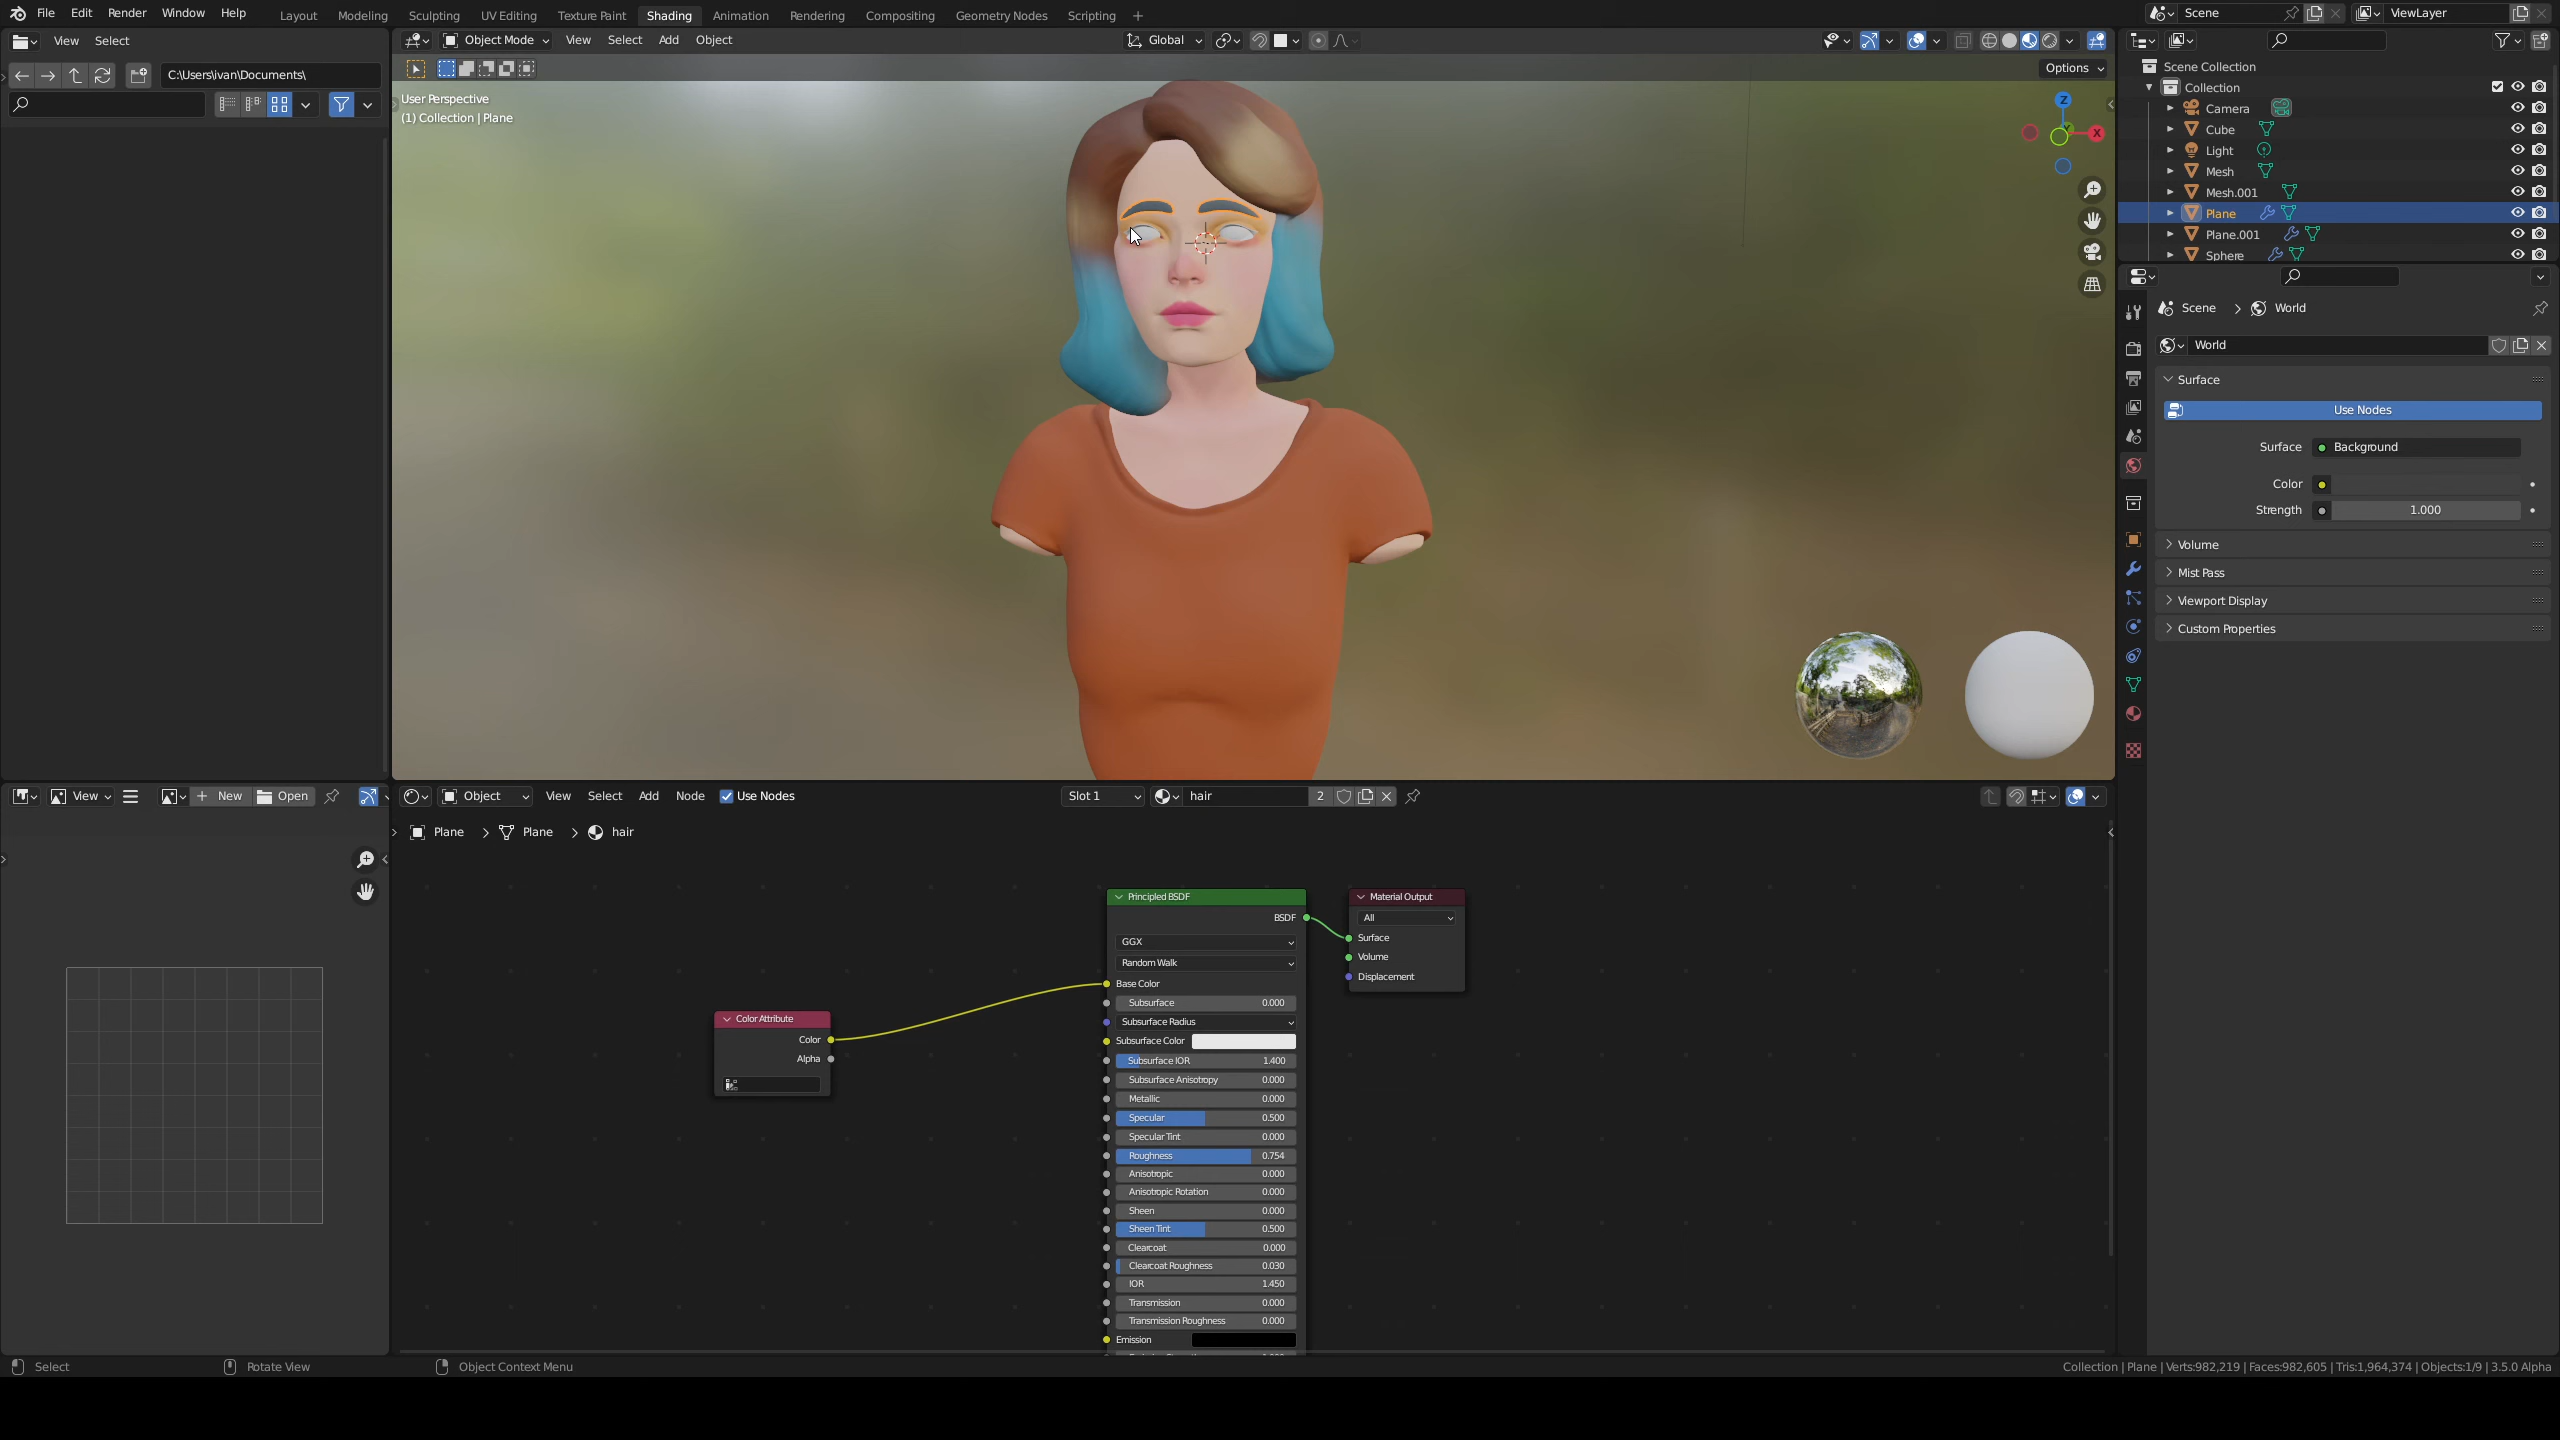 File Edit Render Window Help Layout Modeling Sculpting UV Editing Texture Paint Shading Animation Rendering Compositing Geometry Nodes Scripting + Scene ViewLayer
View Select
C:\Users\ivan\Documents\
Object Mode View Select Add Object
Global
Options
User Perspective
(1) Collection | Plane
Z
X
Scene Collection
Collection
Camera
Cube
Light
Mesh
Mesh.001
Plane
Plane.001
Sphere
Scene > World
World
Surface
Use Nodes
Surface Background
Color
Strength 1.000
Volume
Mist Pass
Viewport Display
Custom Properties
View + New Open
Object View Select Add Node Use Nodes Slot 1 hair 2
Plane > Plane > hair
Color Attribute
Color
Alpha
Principled BSDF
BSDF
GGX
Random Walk
Base Color
Subsurface 0.000
Subsurface Radius
Subsurface Color
Subsurface IOR 1.400
Subsurface Anisotropy 0.000
Metallic 0.000
Specular 0.500
Specular Tint 0.000
Roughness 0.754
Anisotropic 0.000
Anisotropic Rotation 0.000
Sheen 0.000
Sheen Tint 0.500
Clearcoat 0.000
Clearcoat Roughness 0.030
IOR 1.450
Transmission 0.000
Transmission Roughness 0.000
Emission
Material Output
All
Surface
Volume
Displacement
Select Rotate View Object Context Menu
Collection | Plane | Verts:982,219 | Faces:982,605 | Tris:1,964,374 | Objects:1/9 | 3.5.0 Alpha